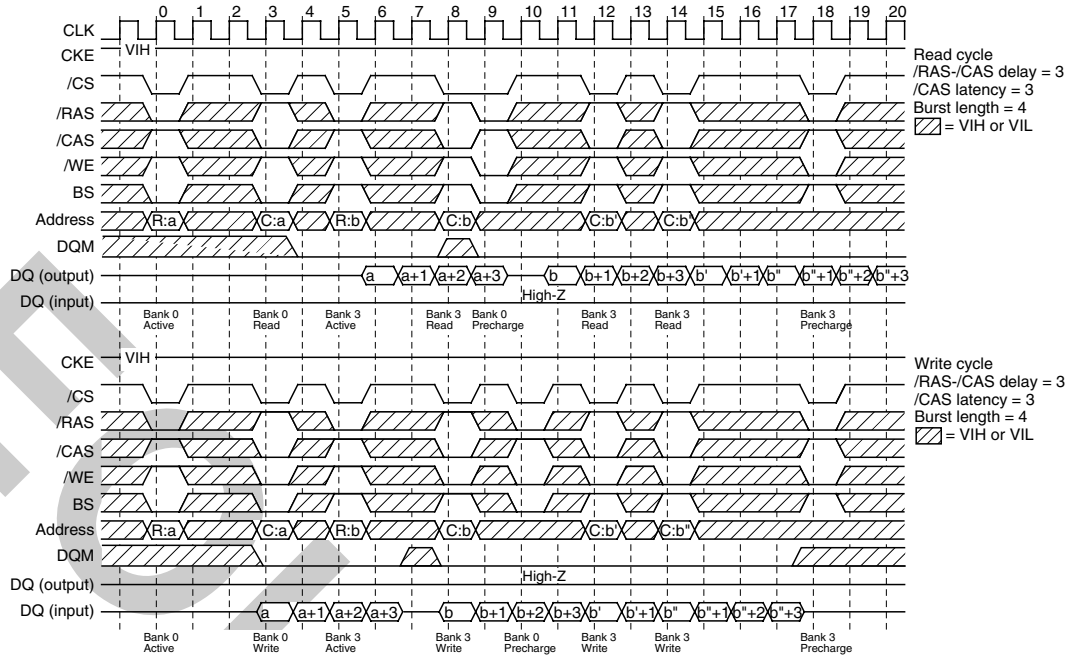 0 1 2 3 4 5 6 7 8 9 10 11 12 13 14 15 16 17 18 19 20
CLK
CKE VIH
/CS
/RAS
/CAS
/WE
BS
Address R:a C:a R:b C:b C:b' C:b"
DQM
DQ (output) a a+1 a+2 a+3 b b+1 b+2 b+3 b' b'+1 b" b"+1 b"+2 b"+3
DQ (input) High-Z
Bank 0 Bank 0 Bank 3 Bank 3 Bank 0 Bank 3 Bank 3 Bank 3
Active Read Active Read Precharge Read Read Precharge
Read cycle
/RAS-/CAS delay = 3
/CAS latency = 3
Burst length = 4
= VIH or VIL
CKE VIH
/CS
/RAS
/CAS
/WE
BS
Address R:a C:a R:b C:b C:b' C:b"
DQM
High-Z
DQ (output)
DQ (input) a a+1 a+2 a+3 b b+1 b+2 b+3 b' b'+1 b" b"+1 b"+2 b"+3
Bank 0 Bank 0 Bank 3 Bank 3 Bank 0 Bank 3 Bank 3 Bank 3
Active Write Active Write Precharge Write Write Precharge
Write cycle
/RAS-/CAS delay = 3
/CAS latency = 3
Burst length = 4
= VIH or VIL